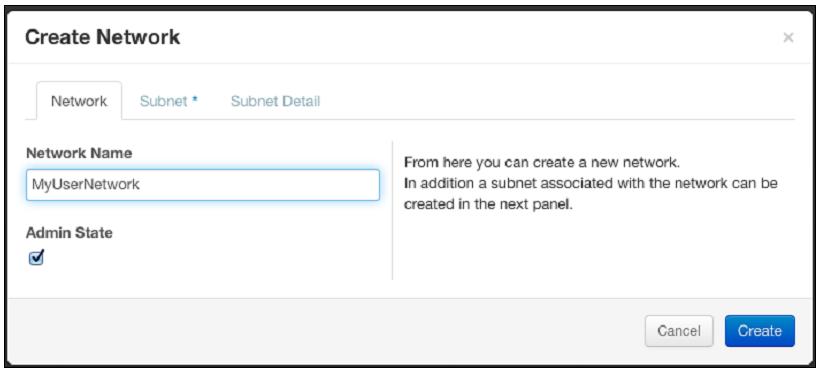 Create Network
×
Network
Subnet *
Subnet Detail
Network Name
MyUserNetwork
Admin State
From here you can create a new network.
In addition a subnet associated with the network can be
created in the next panel.
Cancel
Create